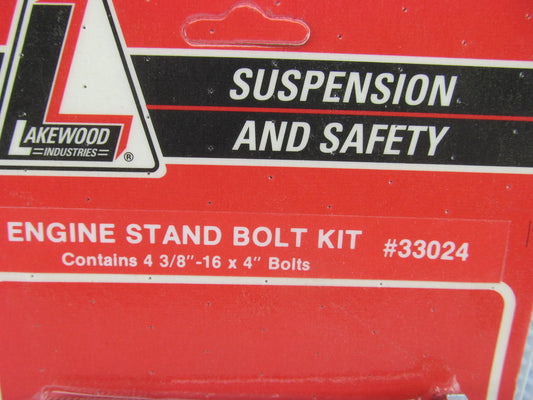 SUSPENSION
AND SAFETY
LAKEWOOD
INDUSTRIES
®
ENGINE STAND BOLT KIT #33024
Contains 4 3/8"-16 x 4" Bolts